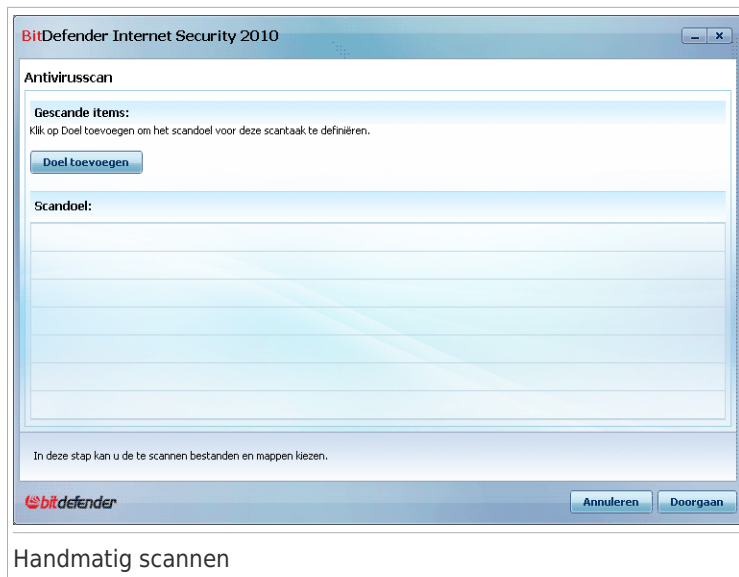 BitDefender Internet Security 2010
Antivirusscan
Gescande items:
Klik op Doel toevoegen om het scandoel voor deze scantaak te definiëren.
Doel toevoegen
Scandoel:
In deze stap kan u de te scannen bestanden en mappen kiezen.
bitdefender
Annuleren Doorgaan
Handmatig scannen